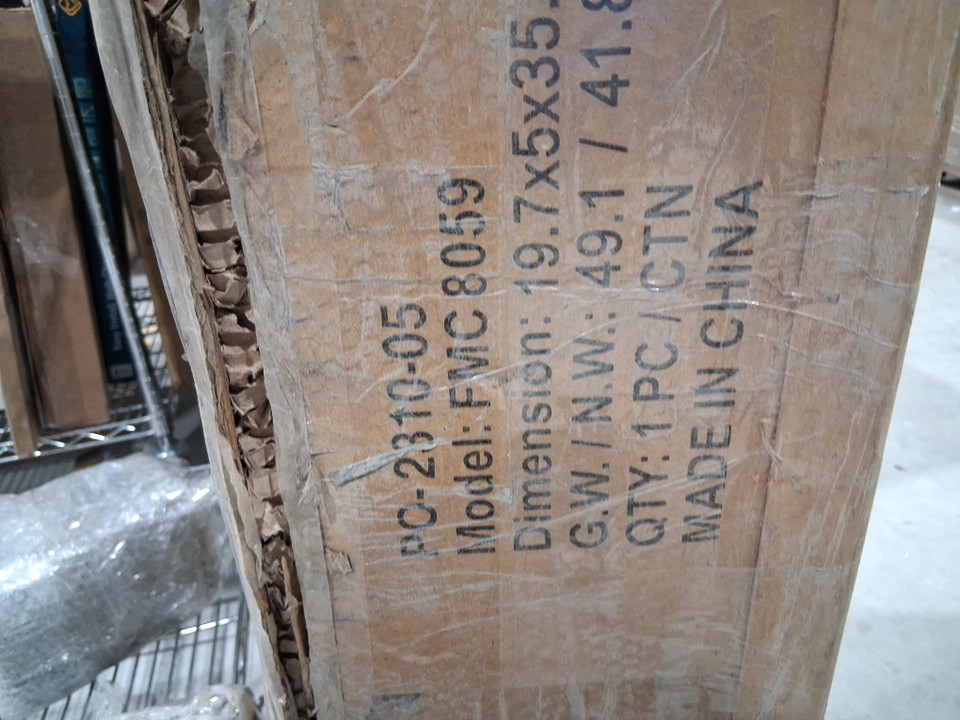 PO-2310-05
Model: FMC 8059
Dimension: 19.7x5x35.
G.W. / N.W.: 49.1 / 41.8
QTY: 1 PC / CTN
MADE IN CHINA